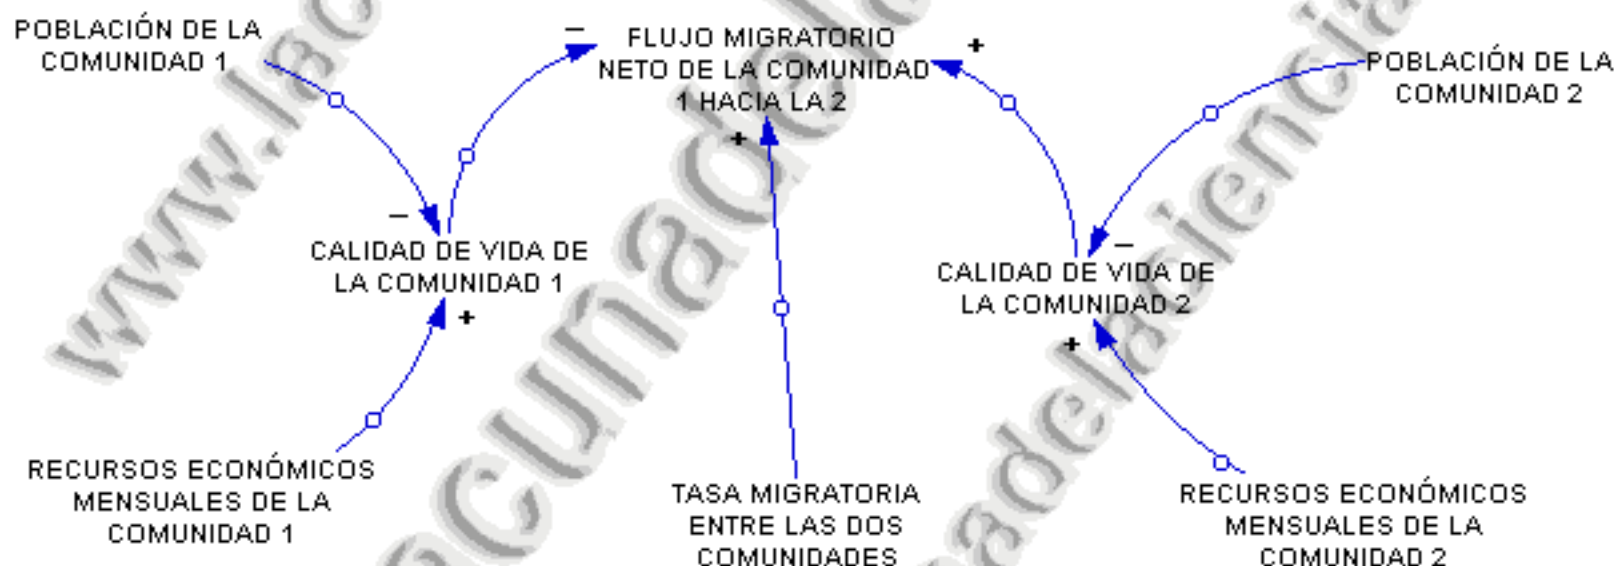 POBLACIÓN DE LA
COMUNIDAD 1
–
FLUJO MIGRATORIO
NETO DE LA COMUNIDAD
1 HACIA LA 2
+
+
POBLACIÓN DE LA
COMUNIDAD 2
–
CALIDAD DE VIDA DE
LA COMUNIDAD 1
+
–
CALIDAD DE VIDA DE
LA COMUNIDAD 2
+
RECURSOS ECONÓMICOS
MENSUALES DE LA
COMUNIDAD 1
TASA MIGRATORIA
ENTRE LAS DOS
COMUNIDADES
RECURSOS ECONÓMICOS
MENSUALES DE LA
COMUNIDAD 2